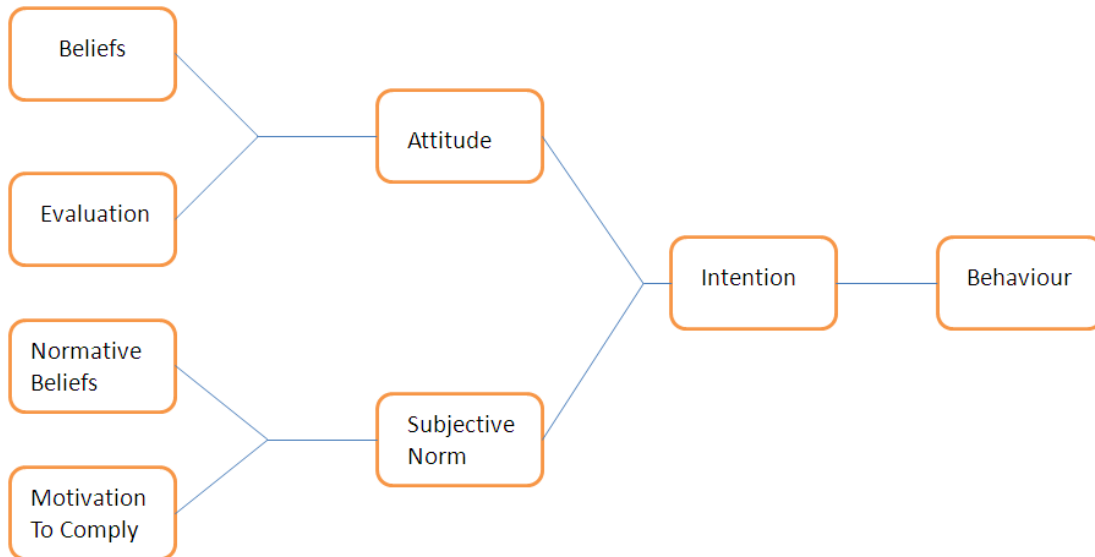 Beliefs
Evaluation
Attitude
Normative
Beliefs
Motivation
To Comply
Subjective
Norm
Intention
Behaviour